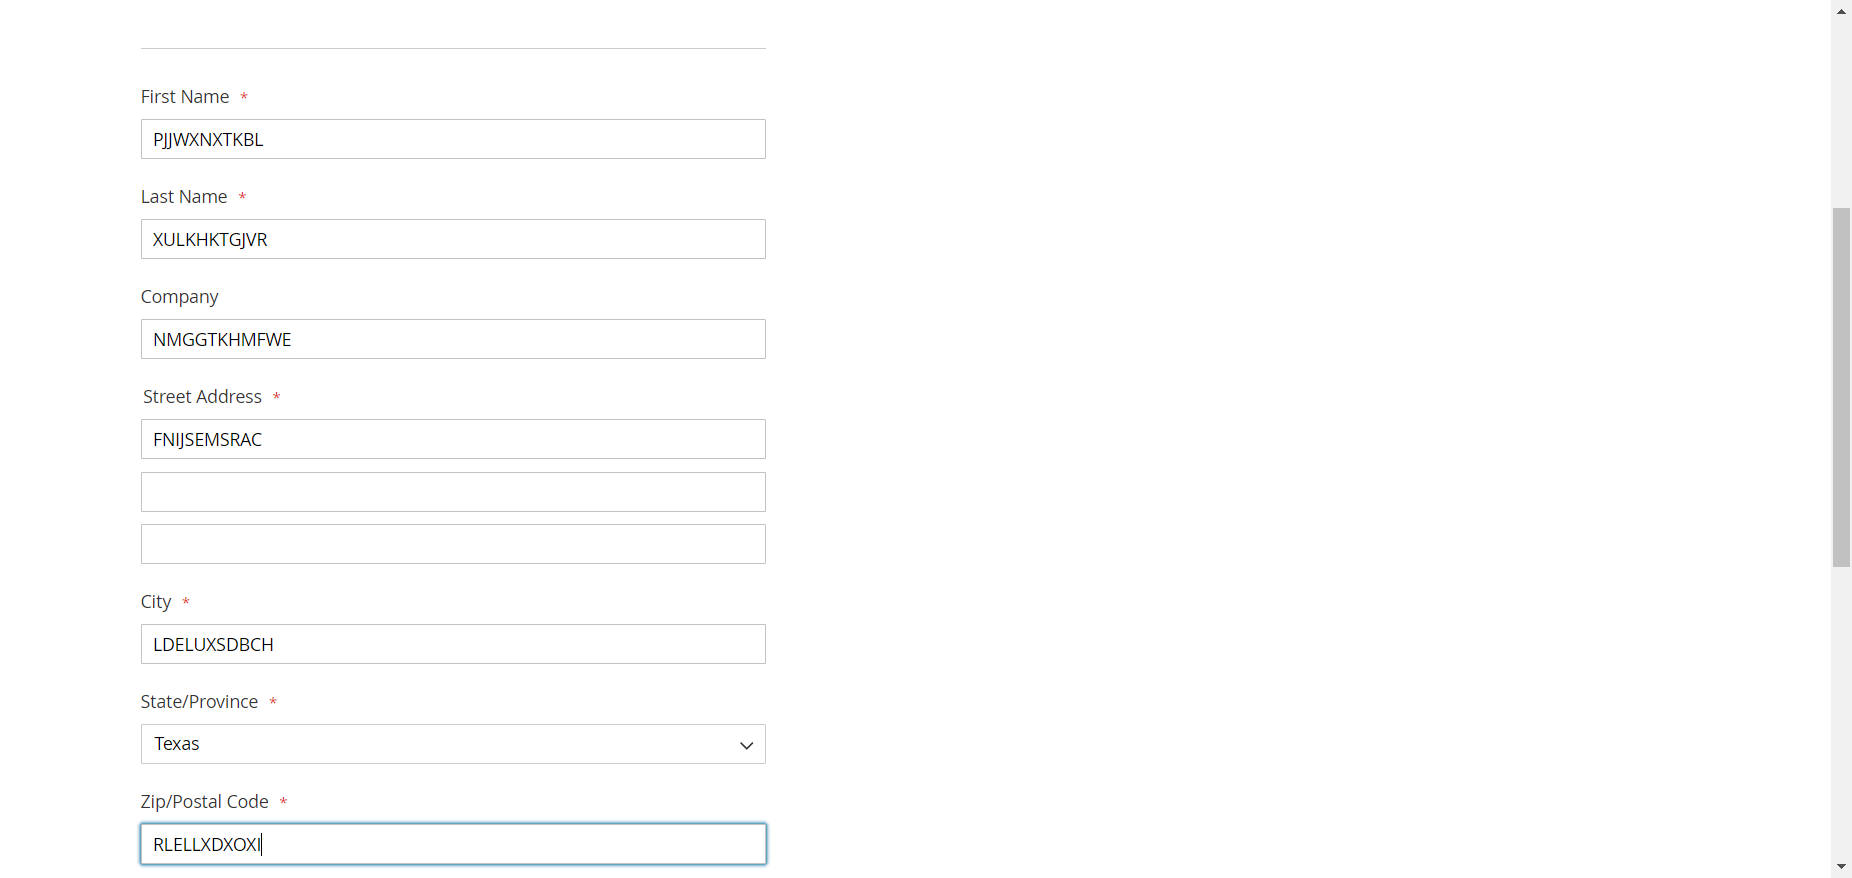 First Name *
PJJWXNXTKBL
Last Name *
XULKHKTGJVR
Company
NMGGTKHMFWE
Street Address *
FNIJSEMSRAC
City *
LDELUXSDBCH
State/Province *
Texas
Zip/Postal Code *
RLELLXDXOXI